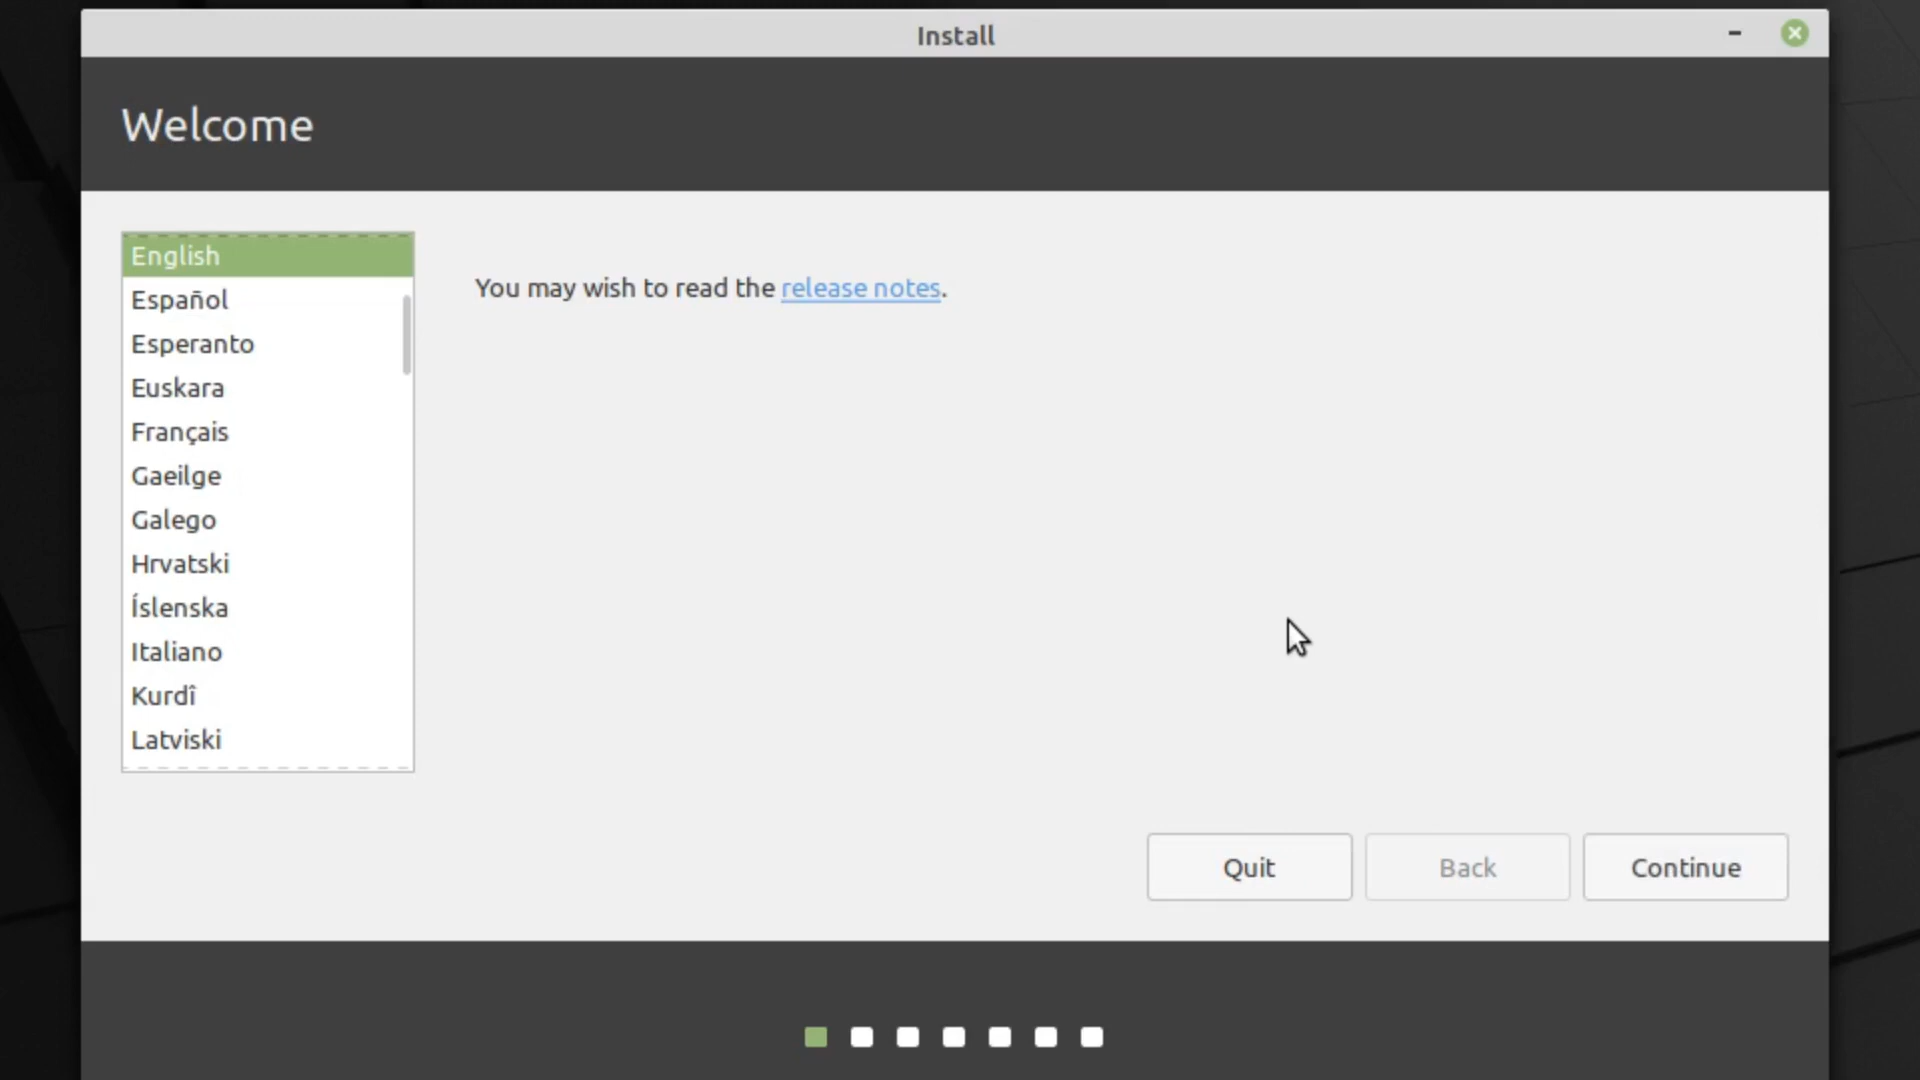 Install
Welcome
English
Español
Esperanto
Euskara
Français
Gaeilge
Galego
Hrvatski
Íslenska
Italiano
Kurdî
Latviski
You may wish to read the release notes.
Quit
Back
Continue